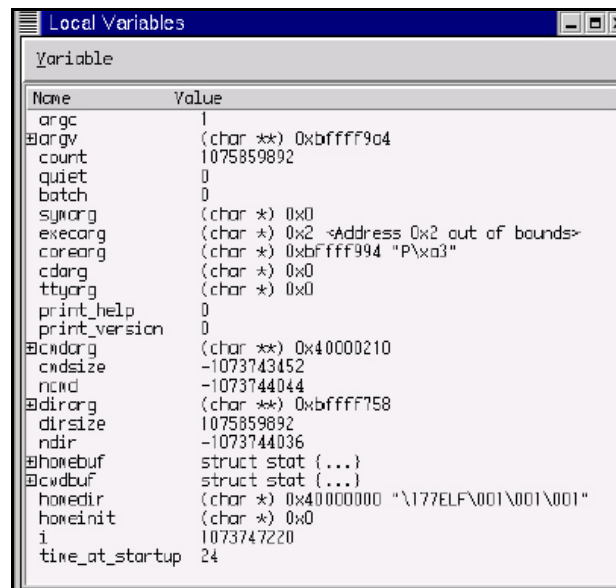 Local Variables
Variable
Name Value
argc 1
argv (char **) 0xbffff9a4
count 1075859892
quiet 0
batch 0
symarg (char *) 0x0
execarg (char *) 0x2 <Address 0x2 out of bounds>
corearg (char *) 0xbffff994 "P\xa3"
cdarg (char *) 0x0
ttyarg (char *) 0x0
print_help 0
print_version 0
cmdarg (char **) 0x40000210
cmdsize -1073743452
ncmd -1073744044
dirarg (char **) 0xbffff758
dirsize 1075859892
ndir -1073744036
homebuf struct stat {...}
cwdbuf struct stat {...}
homedir (char *) 0x40000000 "\177ELF\001\001\001"
homeinit (char *) 0x0
i 1073747220
time_at_startup 24